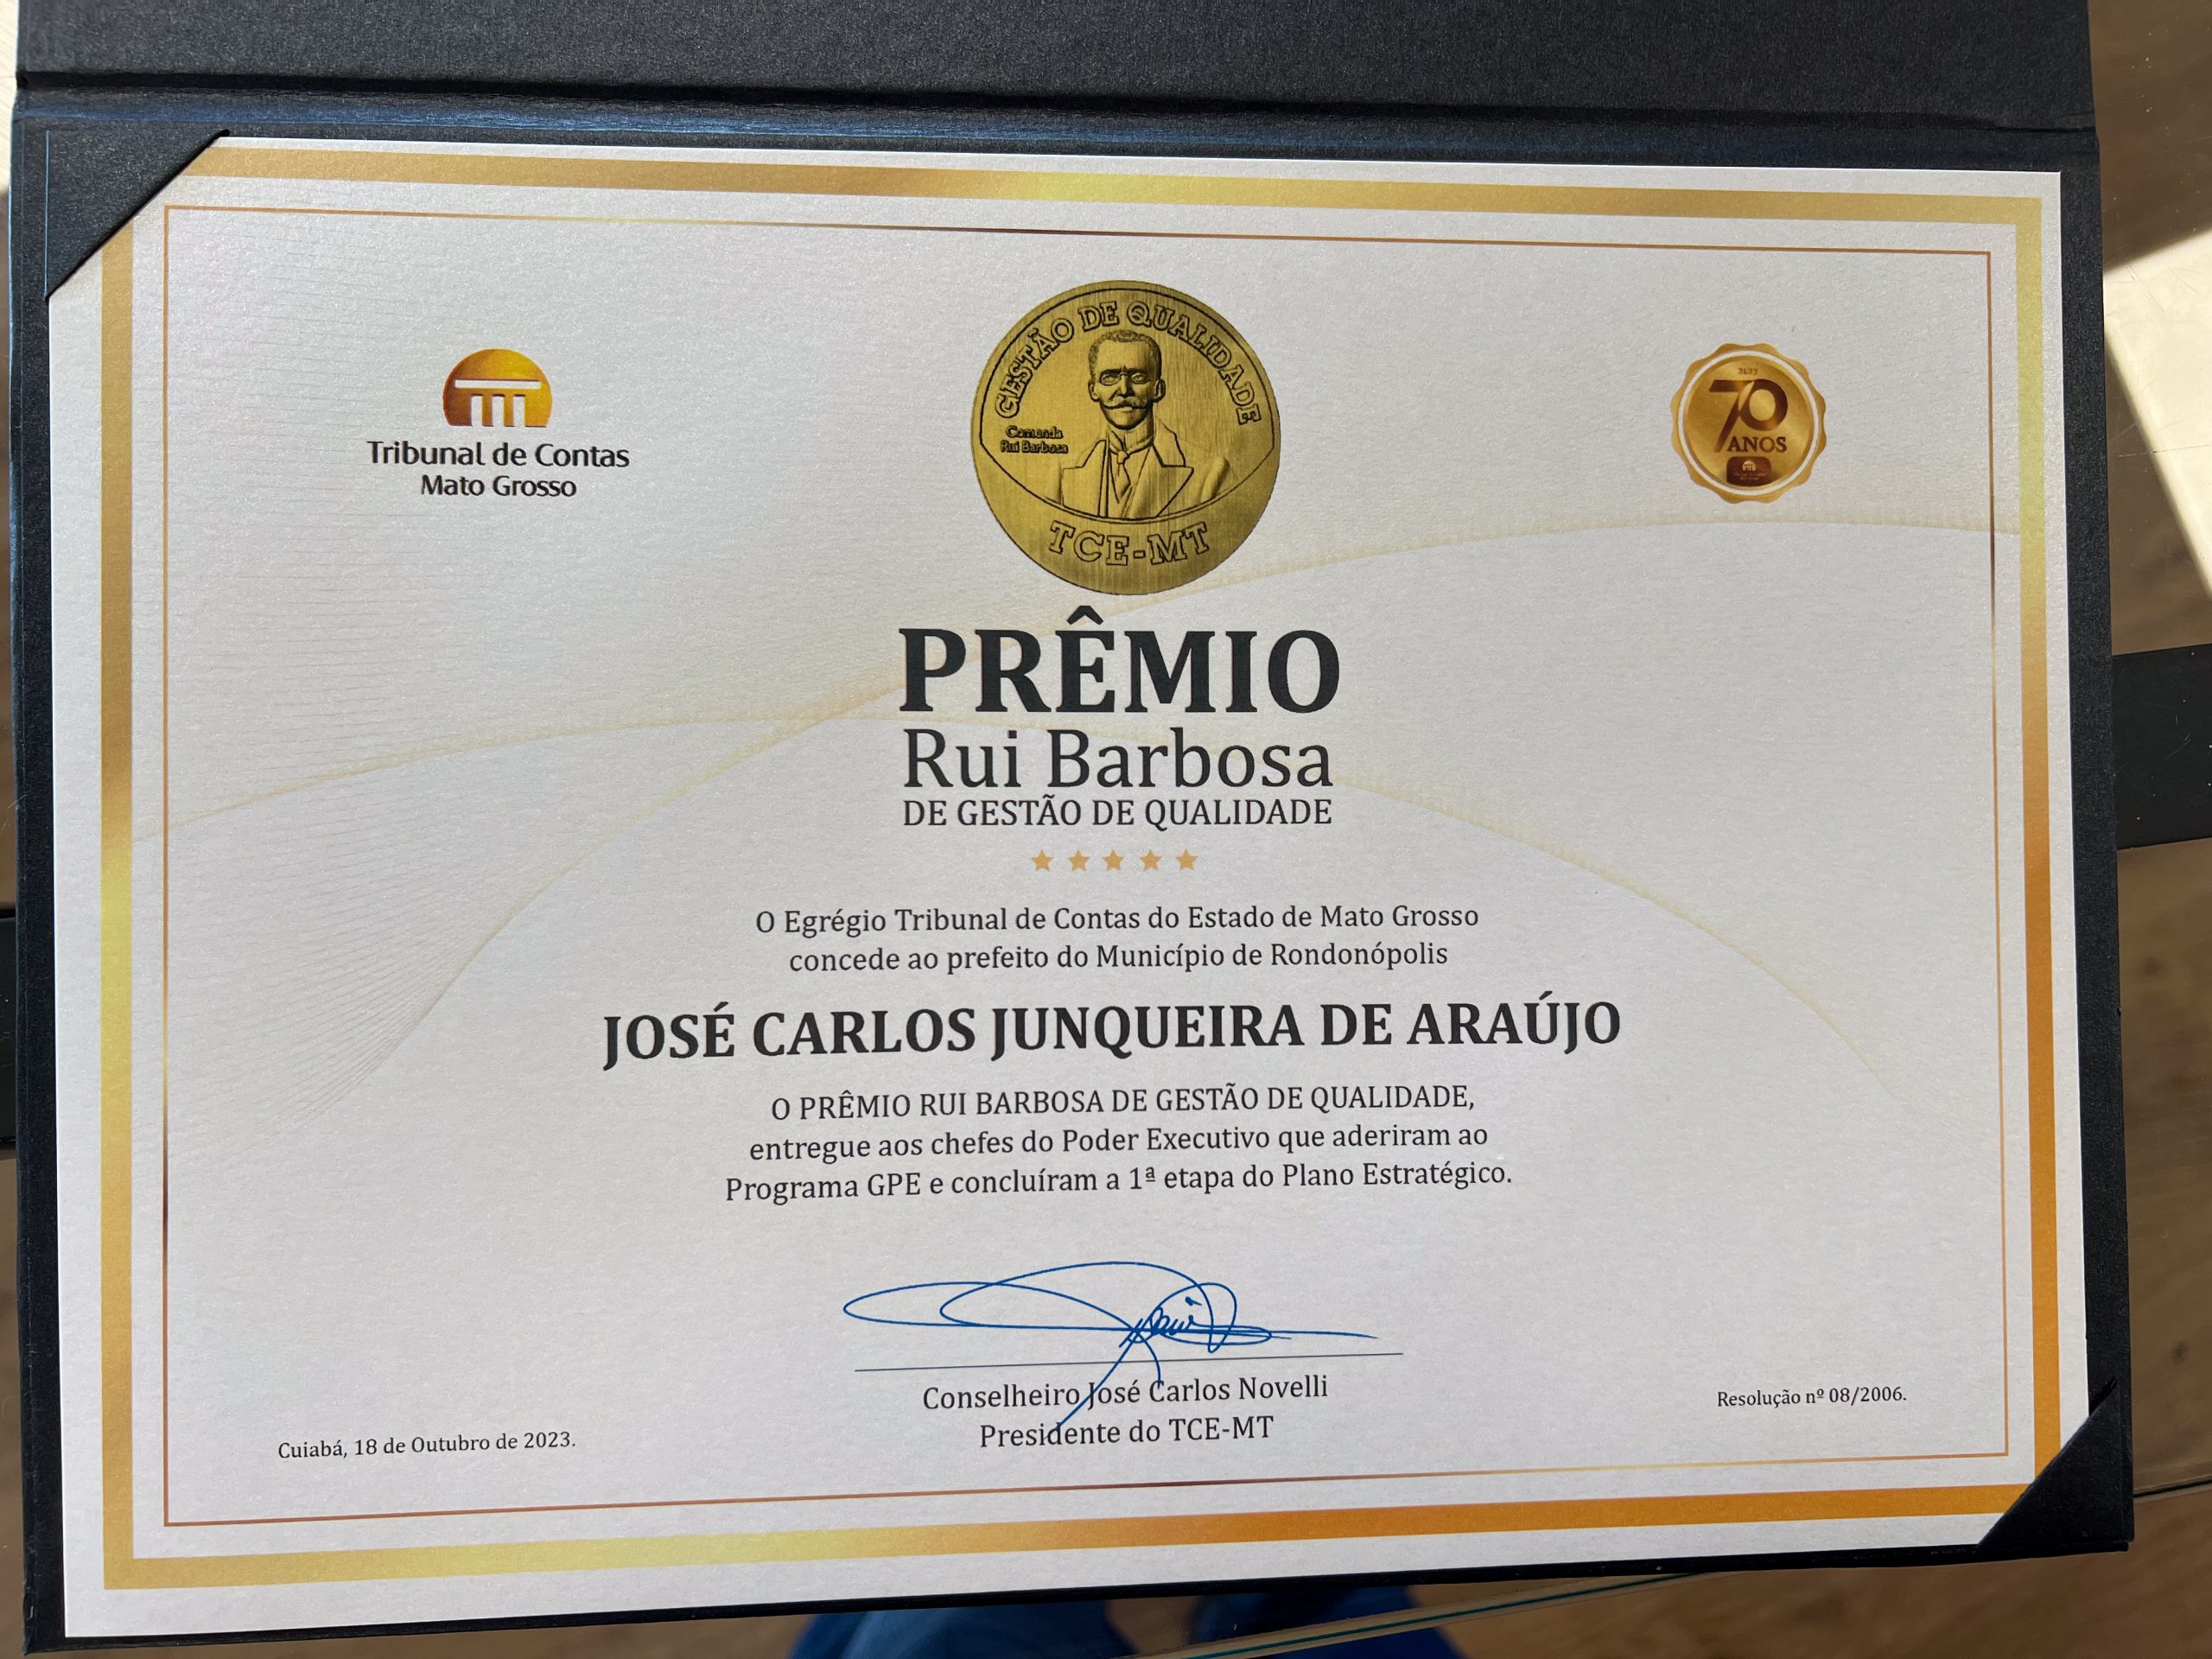 Tribunal de Contas
Mato Grosso
GESTÃO DE QUALIDADE
Comenda
Rui Barbosa
TCE-MT
70
ANOS
PRÊMIO
Rui Barbosa
DE GESTÃO DE QUALIDADE
O Egrégio Tribunal de Contas do Estado de Mato Grosso
concede ao prefeito do Município de Rondonópolis
JOSÉ CARLOS JUNQUEIRA DE ARAÚJO
O PRÊMIO RUI BARBOSA DE GESTÃO DE QUALIDADE,
entregue aos chefes do Poder Executivo que aderiram ao
Programa GPE e concluíram a 1ª etapa do Plano Estratégico.
Conselheiro José Carlos Novelli
Presidente do TCE-MT
Cuiabá, 18 de Outubro de 2023.
Resolução nº 08/2006.